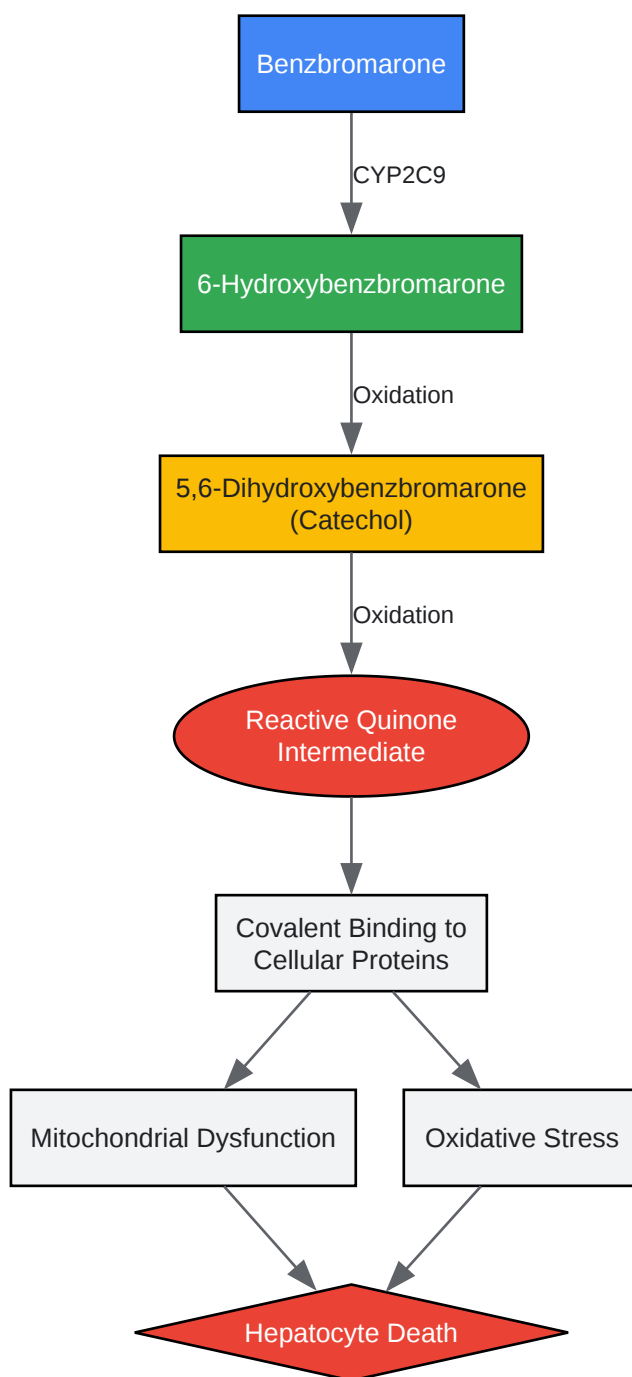 Benzbromarone
CYP2C9
6-Hydroxybenzbromarone
Oxidation
5,6-Dihydroxybenzbromarone
(Catechol)
Oxidation
Reactive Quinone
Intermediate
Covalent Binding to
Cellular Proteins
Mitochondrial Dysfunction
Oxidative Stress
Hepatocyte Death